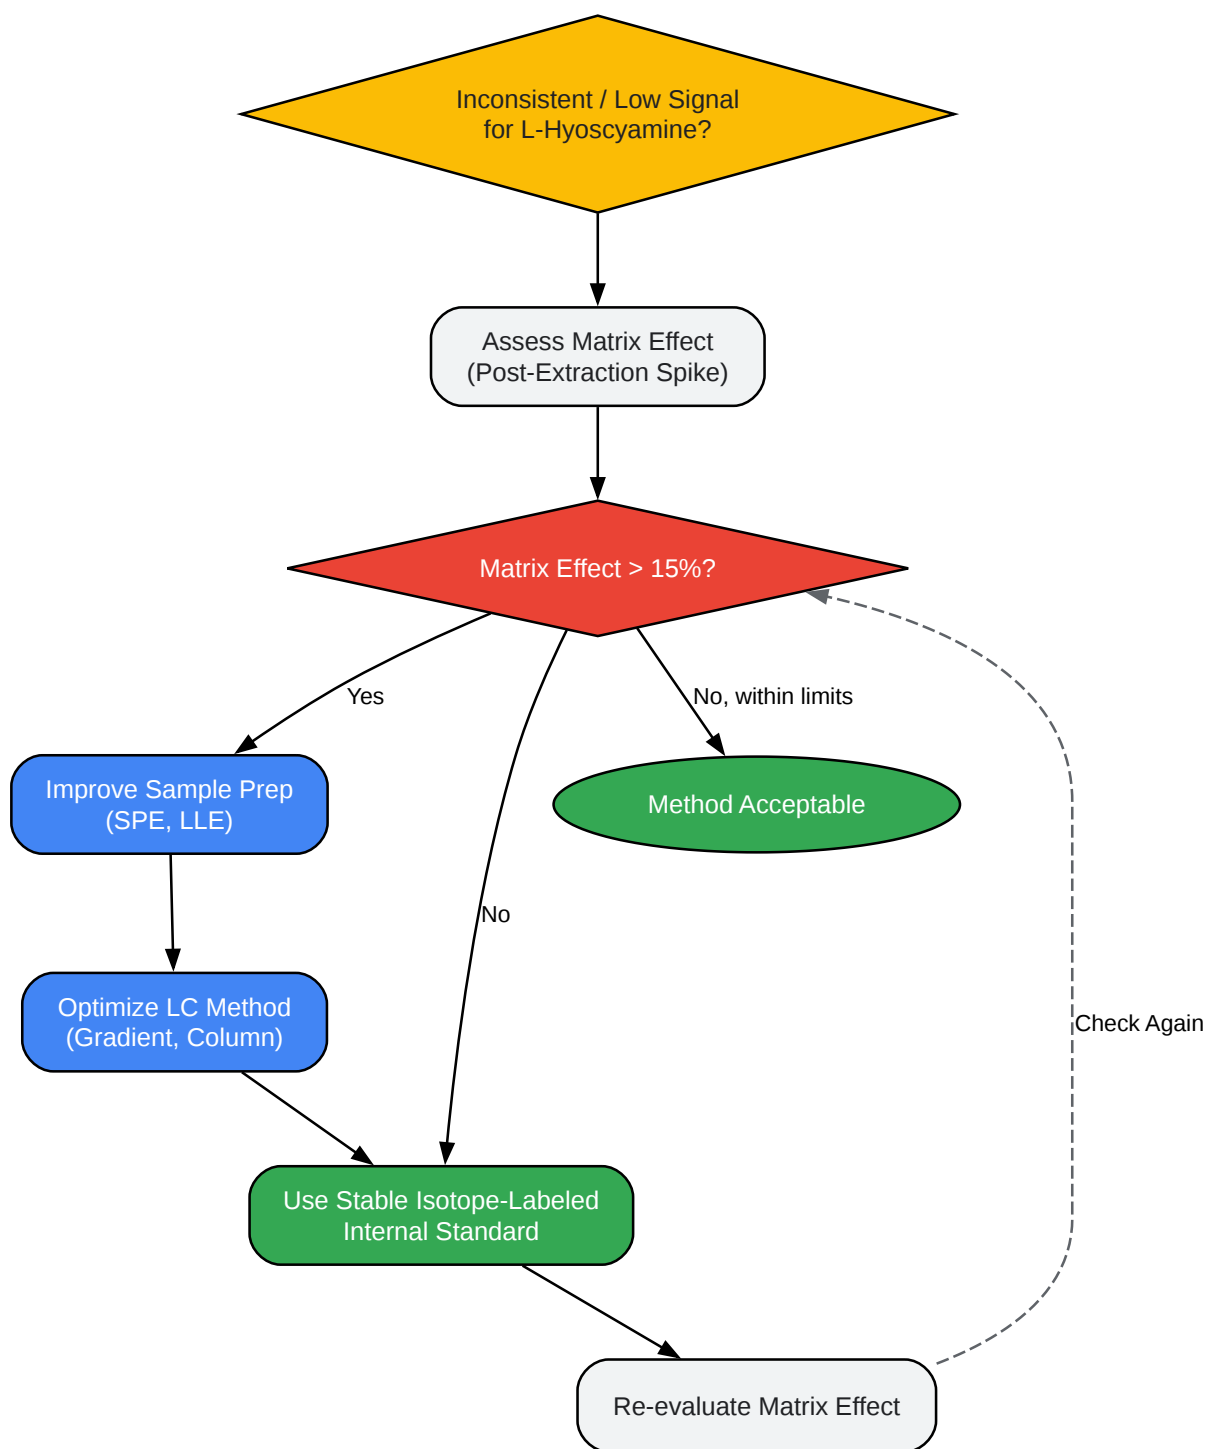 Inconsistent / Low Signal
for L-Hyoscyamine?
Assess Matrix Effect
(Post-Extraction Spike)
Matrix Effect > 15%?
Yes
No, within limits
Improve Sample Prep
(SPE, LLE)
Method Acceptable
No
Optimize LC Method
(Gradient, Column)
Check Again
Use Stable Isotope-Labeled
Internal Standard
Re-evaluate Matrix Effect